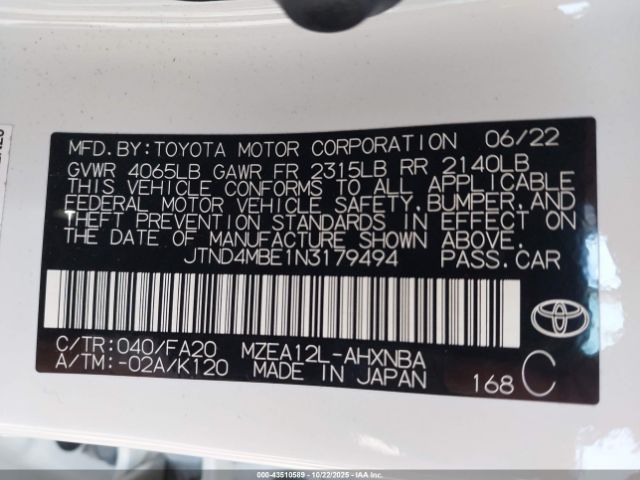 MFD.BY:TOYOTA MOTOR CORPORATION 06/22
GVWR 4065LB GAWR FR 2315LB RR 2140LB
THIS VEHICLE CONFORMS TO ALL APPLICABLE
FEDERAL MOTOR VEHICLE SAFETY, BUMPER, AND
THEFT PREVENTION STANDARDS IN EFFECT ON
THE DATE OF MANUFACTURE SHOWN ABOVE.
JTND4MBE1N3179494 PASS.CAR
C/TR:040/FA20 MZEA12L-AHXNBA
A/TM:-02A/K120 MADE IN JAPAN
168 C
000-43510589 - 10/22/2025 - IAAI.COM